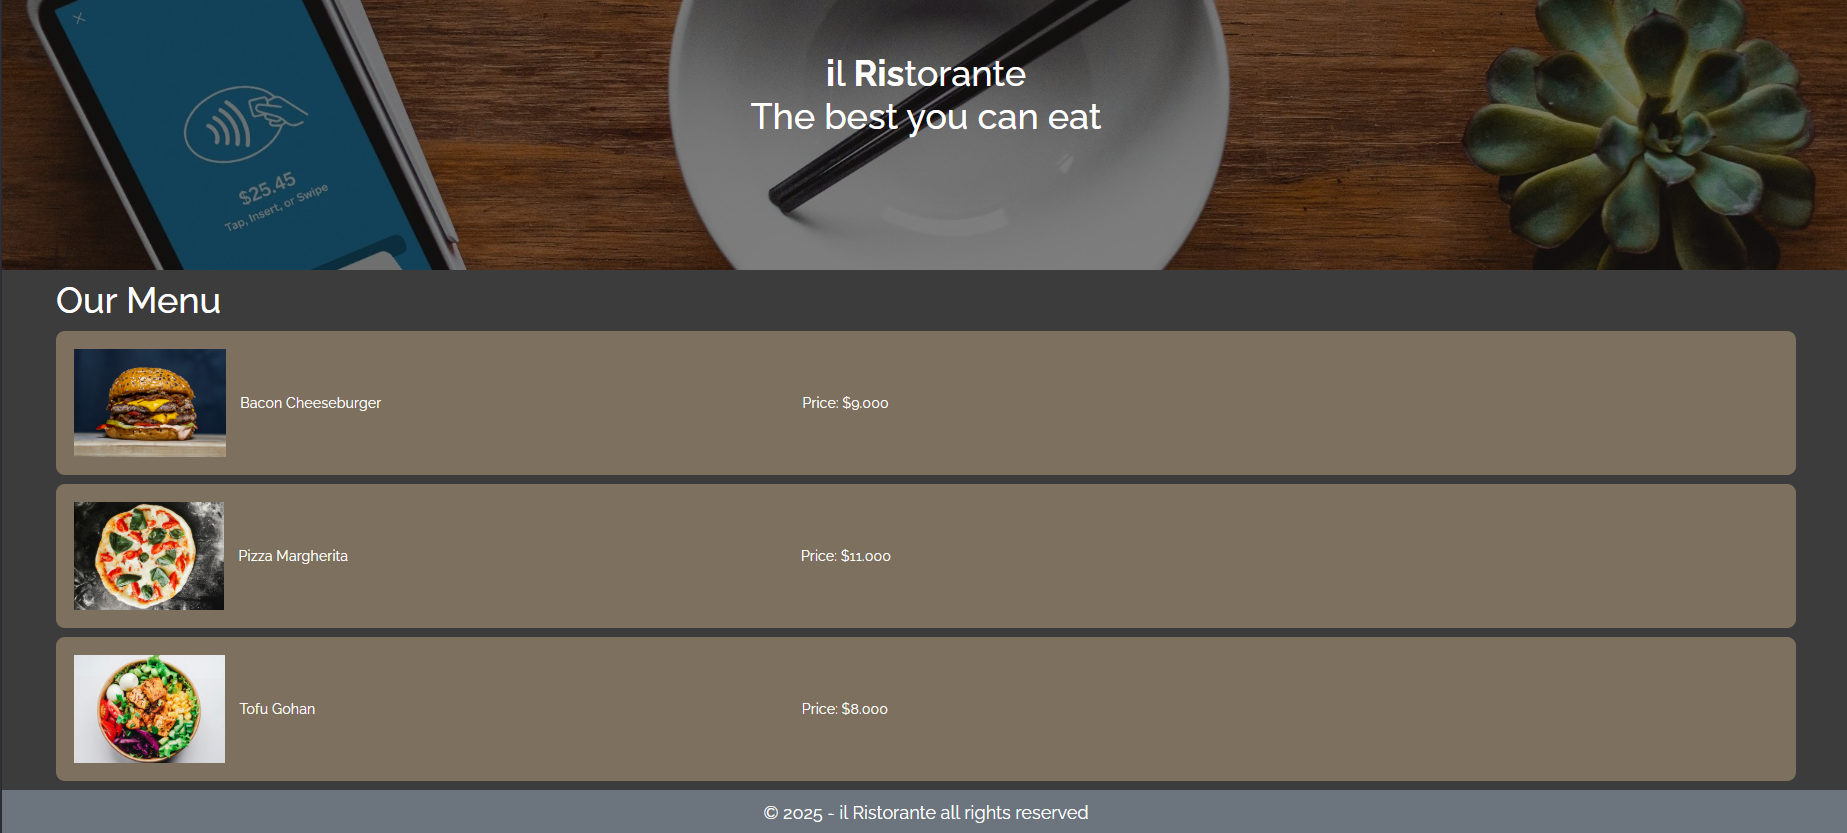 $25.45
Tap, Insert, or Swipe
il Ristorante
The best you can eat
Our Menu
Bacon Cheeseburger
Price: $9.000
Pizza Margherita
Price: $11.000
Tofu Gohan
Price: $8.000
© 2025 - il Ristorante all rights reserved